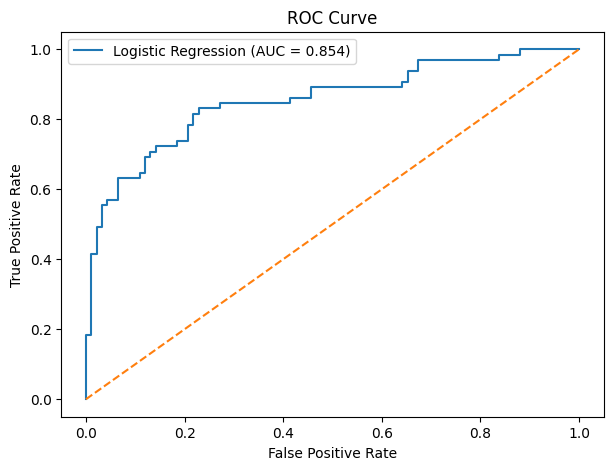 ROC Curve
Logistic Regression (AUC = 0.854)
True Positive Rate
1.0
0.8
0.6
0.4
0.2
0.0
0.0 0.2 0.4 0.6 0.8 1.0
False Positive Rate